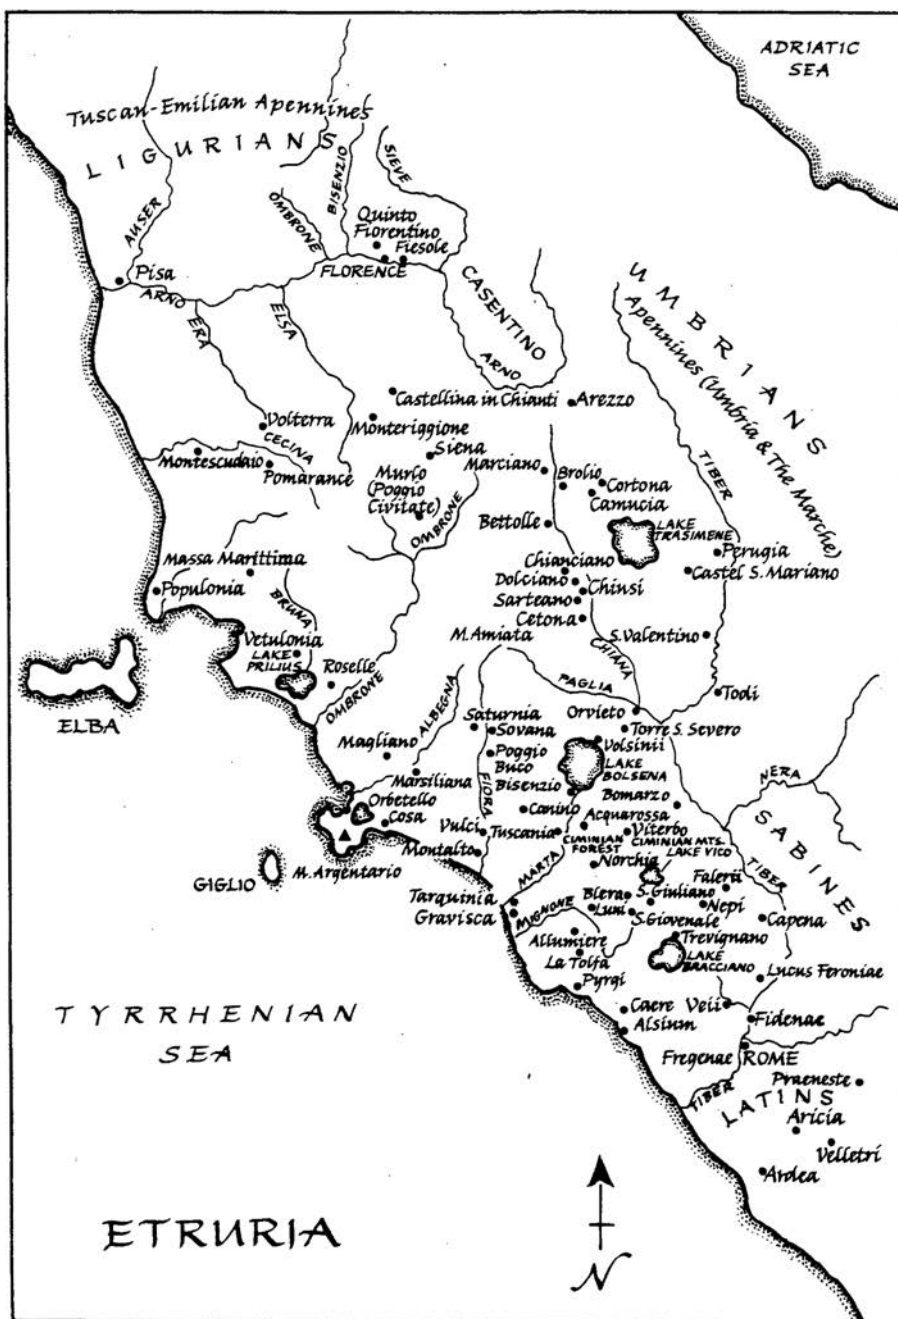 ADRIATIC
SEA
Tuscan-Emilian Apennines
LIGURIANS
BISENZIO
SIEVE
AUSER
OMBRONE
Quinto
Fiorentino
Fiesole
FLORENCE
Pisa
ARNO
ERA
ELSA
CASENTINO
ARNO
UMBRIANS
Apennines (Umbria & The Marche)
Castellina in Chianti
Arezzo
Volterra
Monteriggione
CECINA
Siena
Montescudaio
Pomarance
Murlo
(Poggio
Civitate)
OMBRONE
Marciano
Brolio
Cortona
Camucia
TIBER
Bettolle
LAKE
TRASIMENE
Perugia
Castel S. Mariano
Massa Marittima
Populonia
BRUNA
Chianciano
Dolciano
Chinsi
Sarteano
Cetona
S. Valentino
M. Amiata
CHIANA
Vetulonia
LAKE
PRILIUS
Roselle
OMBRONE
ELBA
ALBEGNA
PAGLIA
Todi
Orvieto
Saturnia
Sovana
Torre S. Severo
Volsinii
LAKE
BOLSENA
Magliano
Poggio
Buco
Marsiliana
FIORA
Bisenzio
Bomarzo
NERA
SABINES
Orbetello
Cosa
Canino
Acquarossa
Vulci
Tuscania
Viterbo
CIMINIAN
FOREST
CIMINIAN MTS.
LAKE VICO
Montalto
MARTA
Norchia
TIBER
GIGLIO
M. Argentario
Falerii
Tarquinia
Gravisca
MIGNONE
Blera
S. Giuliano
Luni
Nepi
S. Giovenale
Capena
Allumiere
Trevignano
La Tolfa
LAKE
BRACCIANO
Pyrgi
Lucus Feroniae
TYRRHENIAN
SEA
Caere
Veii
Alsium
Fidenae
Fregenae
ROME
Praeneste
TIBER
LATINS
Aricia
Velletri
Ardea
ETRURIA
N